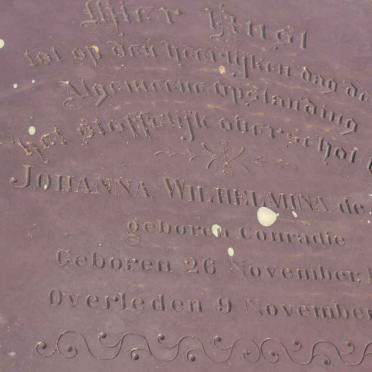 Hier Rust
tot op den heerlijken dag de
Algemeene opstanding
het stoffelijk overschot
JOHANNA WILHELMINA de
geboren Conradie
Geboren 26 November
Overleden 9 November